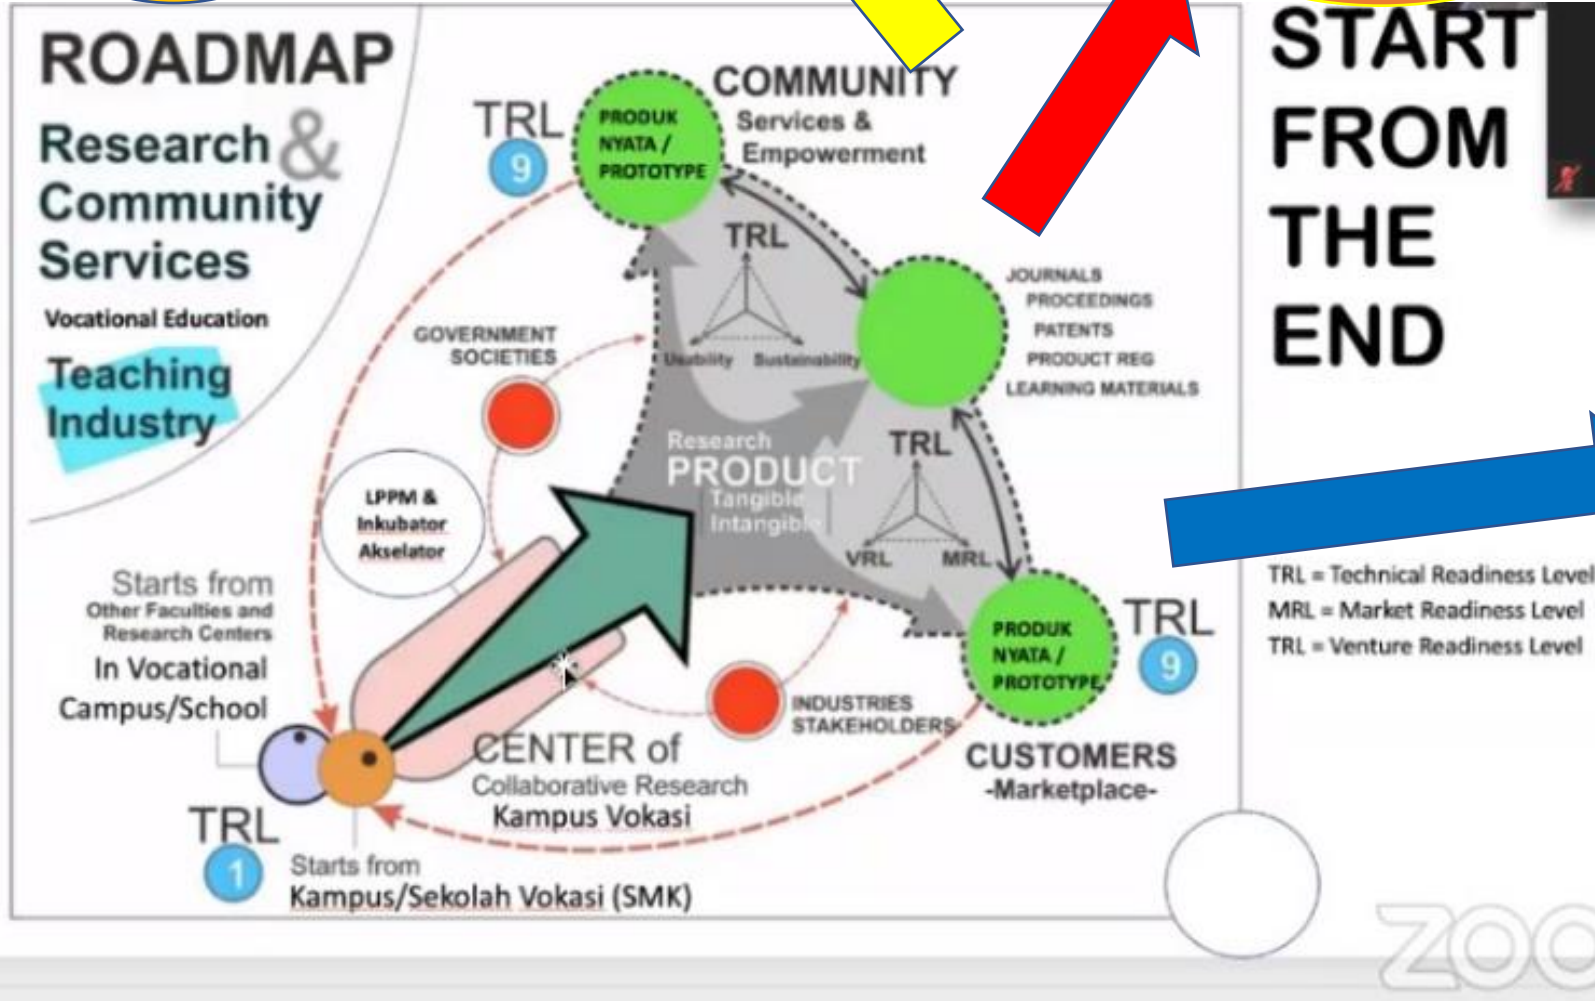 ROADMAP
Research &
Community
Services
Vocational Education
Teaching
Industry
TRL
9
PRODUK
NYATA /
PROTOTYPE
COMMUNITY
Services &
Empowerment
TRL
Usability Sustainability
GOVERNMENT
SOCIETIES
JOURNALS
PROCEEDINGS
PATENTS
PRODUCT REG
LEARNING MATERIALS
Research
PRODUCT
Tangible
Intangible
TRL
VRL MRL
LPPM &
Inkubator
Akselator
Starts from
Other Faculties and
Research Centers
In Vocational
Campus/School
PRODUK
NYATA /
PROTOTYPE
TRL
9
INDUSTRIES
STAKEHOLDERS
CUSTOMERS
-Marketplace-
CENTER of
Collaborative Research
Kampus Vokasi
TRL
1
Starts from
Kampus/Sekolah Vokasi (SMK)
START
FROM
THE
END
TRL = Technical Readiness Level
MRL = Market Readiness Level
TRL = Venture Readiness Level
ZOO